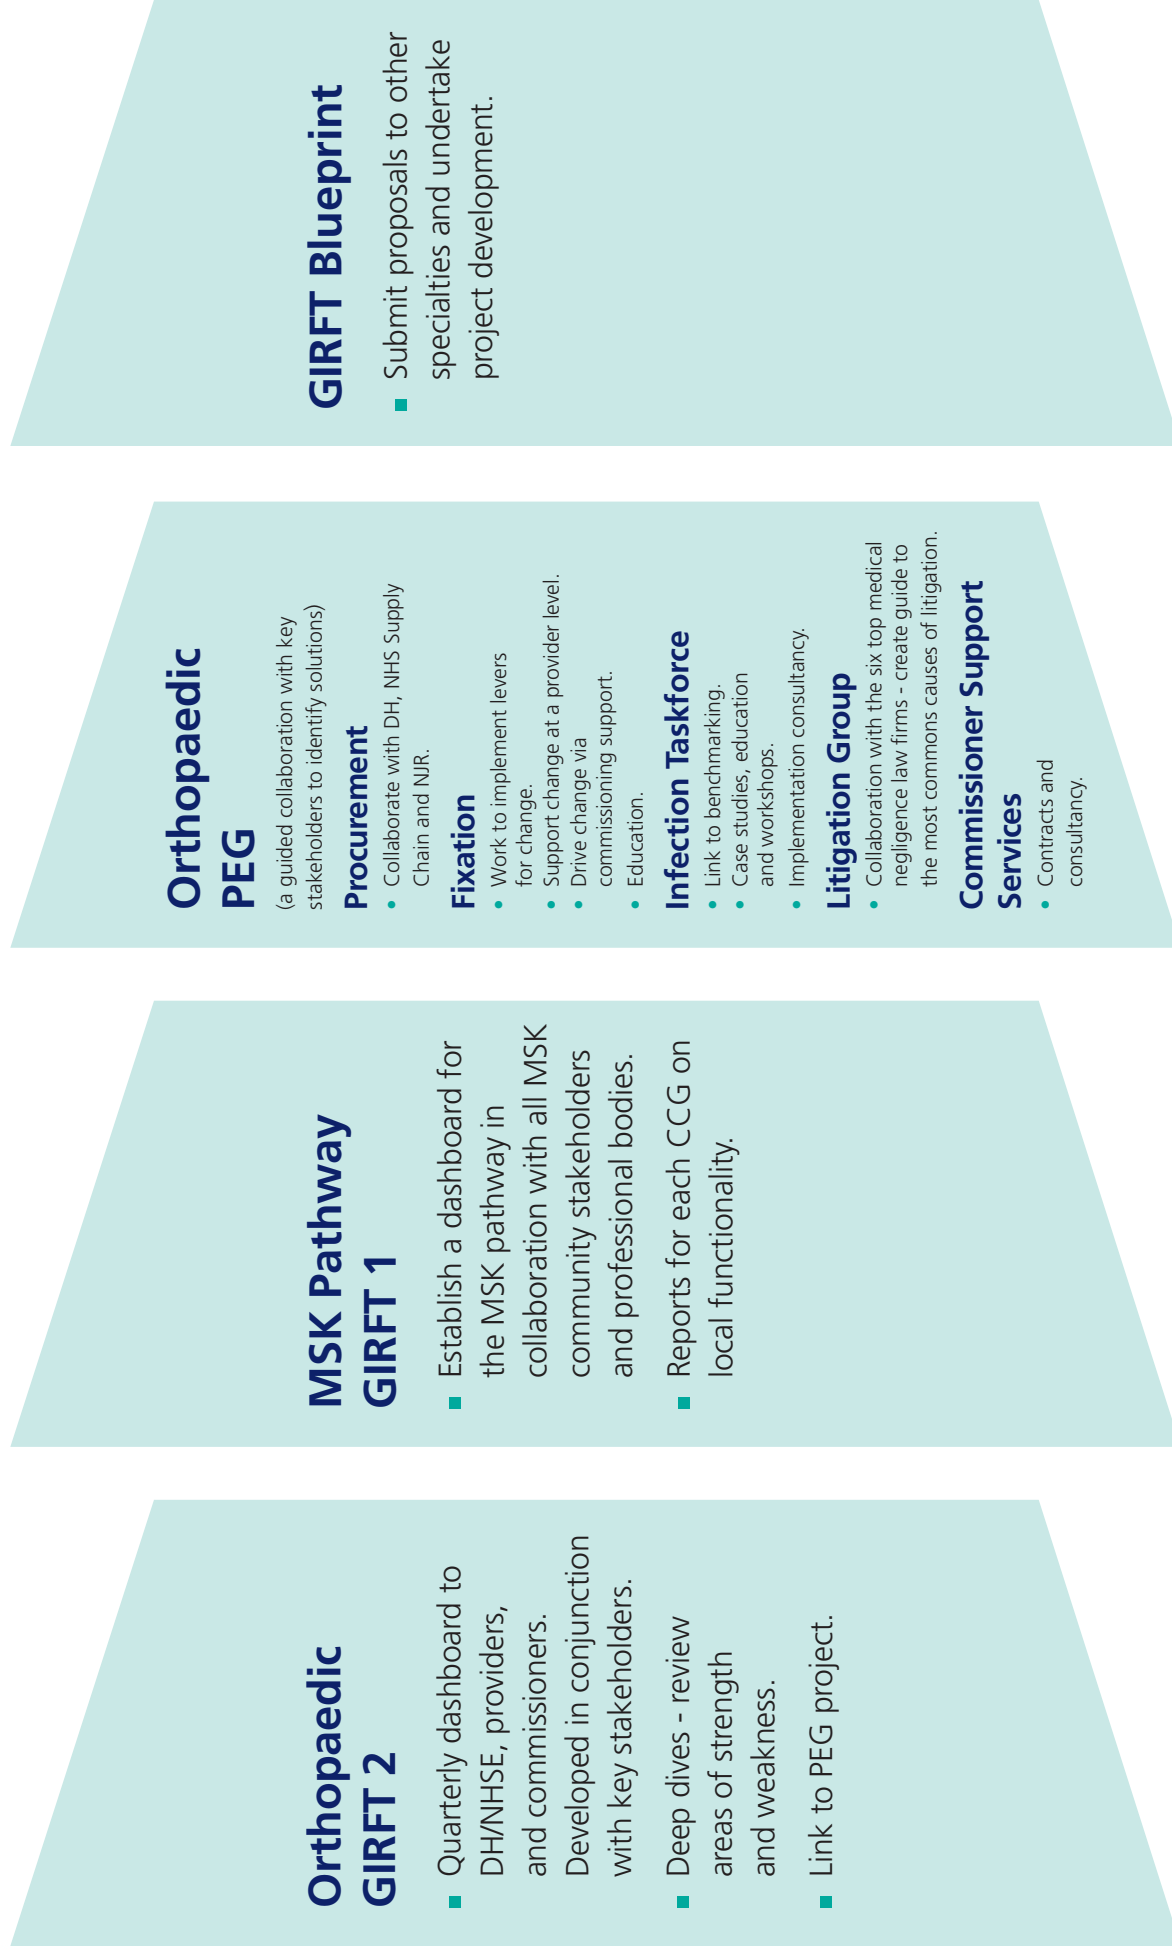 Orthopaedic
GIRFT 2
▪ Quarterly dashboard to
DH/NHSE, providers,
and commissioners.
Developed in conjunction
with key stakeholders.
▪ Deep dives - review
areas of strength
and weakness.
▪ Link to PEG project.
MSK Pathway
GIRFT 1
▪ Establish a dashboard for
the MSK pathway in
collaboration with all MSK
community stakeholders
and professional bodies.
▪ Reports for each CCG on
local functionality.
Orthopaedic
PEG
(a guided collaboration with key
stakeholders to identify solutions)
Procurement
• Collaborate with DH, NHS Supply
Chain and NJR.
Fixation
• Work to implement levers
for change.
• Support change at a provider level.
• Drive change via
commissioning support.
• Education.
Infection Taskforce
• Link to benchmarking.
• Case studies, education
and workshops.
• Implementation consultancy.
Litigation Group
• Collaboration with the six top medical
negligence law firms - create guide to
the most commons causes of litigation.
Commissioner Support
Services
• Contracts and
consultancy.
GIRFT Blueprint
▪ Submit proposals to other
specialties and undertake
project development.